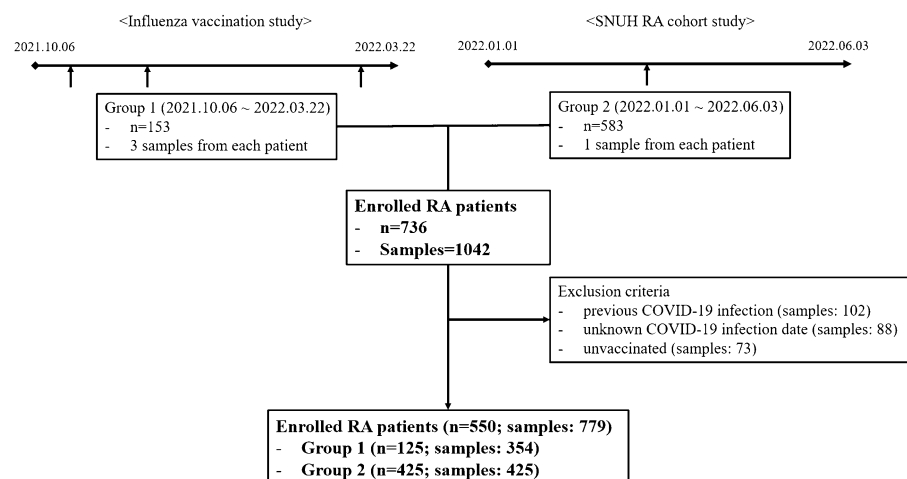 <Influenza vaccination study>
<SNUH RA cohort study>
2021.10.06
2022.03.22
2022.01.01
2022.06.03
Group 1 (2021.10.06 ~ 2022.03.22)
- n=153
- 3 samples from each patient
Group 2 (2022.01.01 ~ 2022.06.03)
- n=583
- 1 sample from each patient
Enrolled RA patients
- n=736
- Samples=1042
Exclusion criteria
- previous COVID-19 infection (samples: 102)
- unknown COVID-19 infection date (samples: 88)
- unvaccinated (samples: 73)
Enrolled RA patients (n=550; samples: 779)
- Group 1 (n=125; samples: 354)
- Group 2 (n=425; samples: 425)